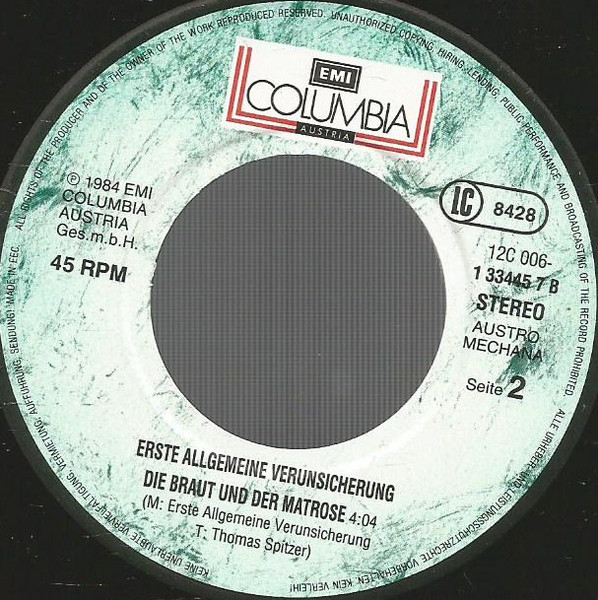 ALL RIGHTS OF THE PRODUCER AND OF THE OWNER OF THE WORK REPRODUCED RESERVED. UNAUTHORIZED COPYING, HIRING, LENDING, PUBLIC PERFORMANCE AND BROADCASTING OF THE RECORD PROHIBITED. ALLE URHEBER- UND LEISTUNGSSCHUTZRECHTE VORBEHALTEN. KEIN VERLEIH! KEINE UNERLAUBTE VERVIELFÄLTIGUNG, VERMIETUNG, AUFFÜHRUNG, SENDUNG! MADE IN EEC.
EMI
COLUMBIA
AUSTRIA
℗ 1984 EMI
COLUMBIA
AUSTRIA
Ges.m.b.H.
45 RPM
LC 8428
12C 006-
1 33445 7 B
STEREO
AUSTRO
MECHANA
Seite 2
ERSTE ALLGEMEINE VERUNSICHERUNG
DIE BRAUT UND DER MATROSE 4:04
(M: Erste Allgemeine Verunsicherung
T: Thomas Spitzer)